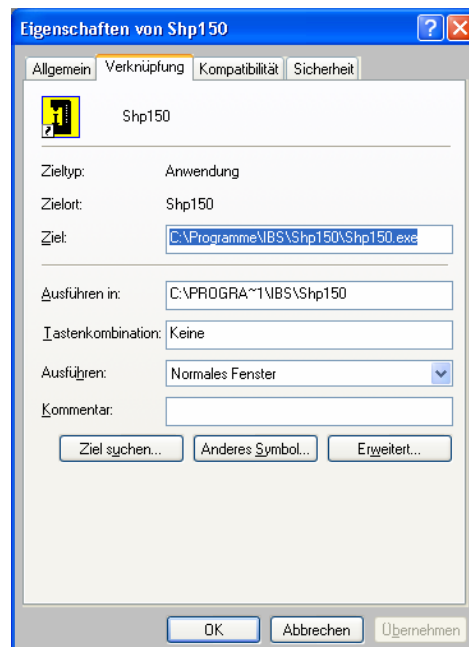 Eigenschaften von Shp150
Allgemein Verknüpfung Kompatibilität Sicherheit
Shp150
Zieltyp: Anwendung
Zielort: Shp150
Ziel: C:\Programme\IBS\Shp150\Shp150.exe
Ausführen in: C:\PROGRA~1\IBS\Shp150
Tastenkombination: Keine
Ausführen: Normales Fenster
Kommentar:
Ziel suchen... Anderes Symbol... Erweitert...
OK Abbrechen Übernehmen